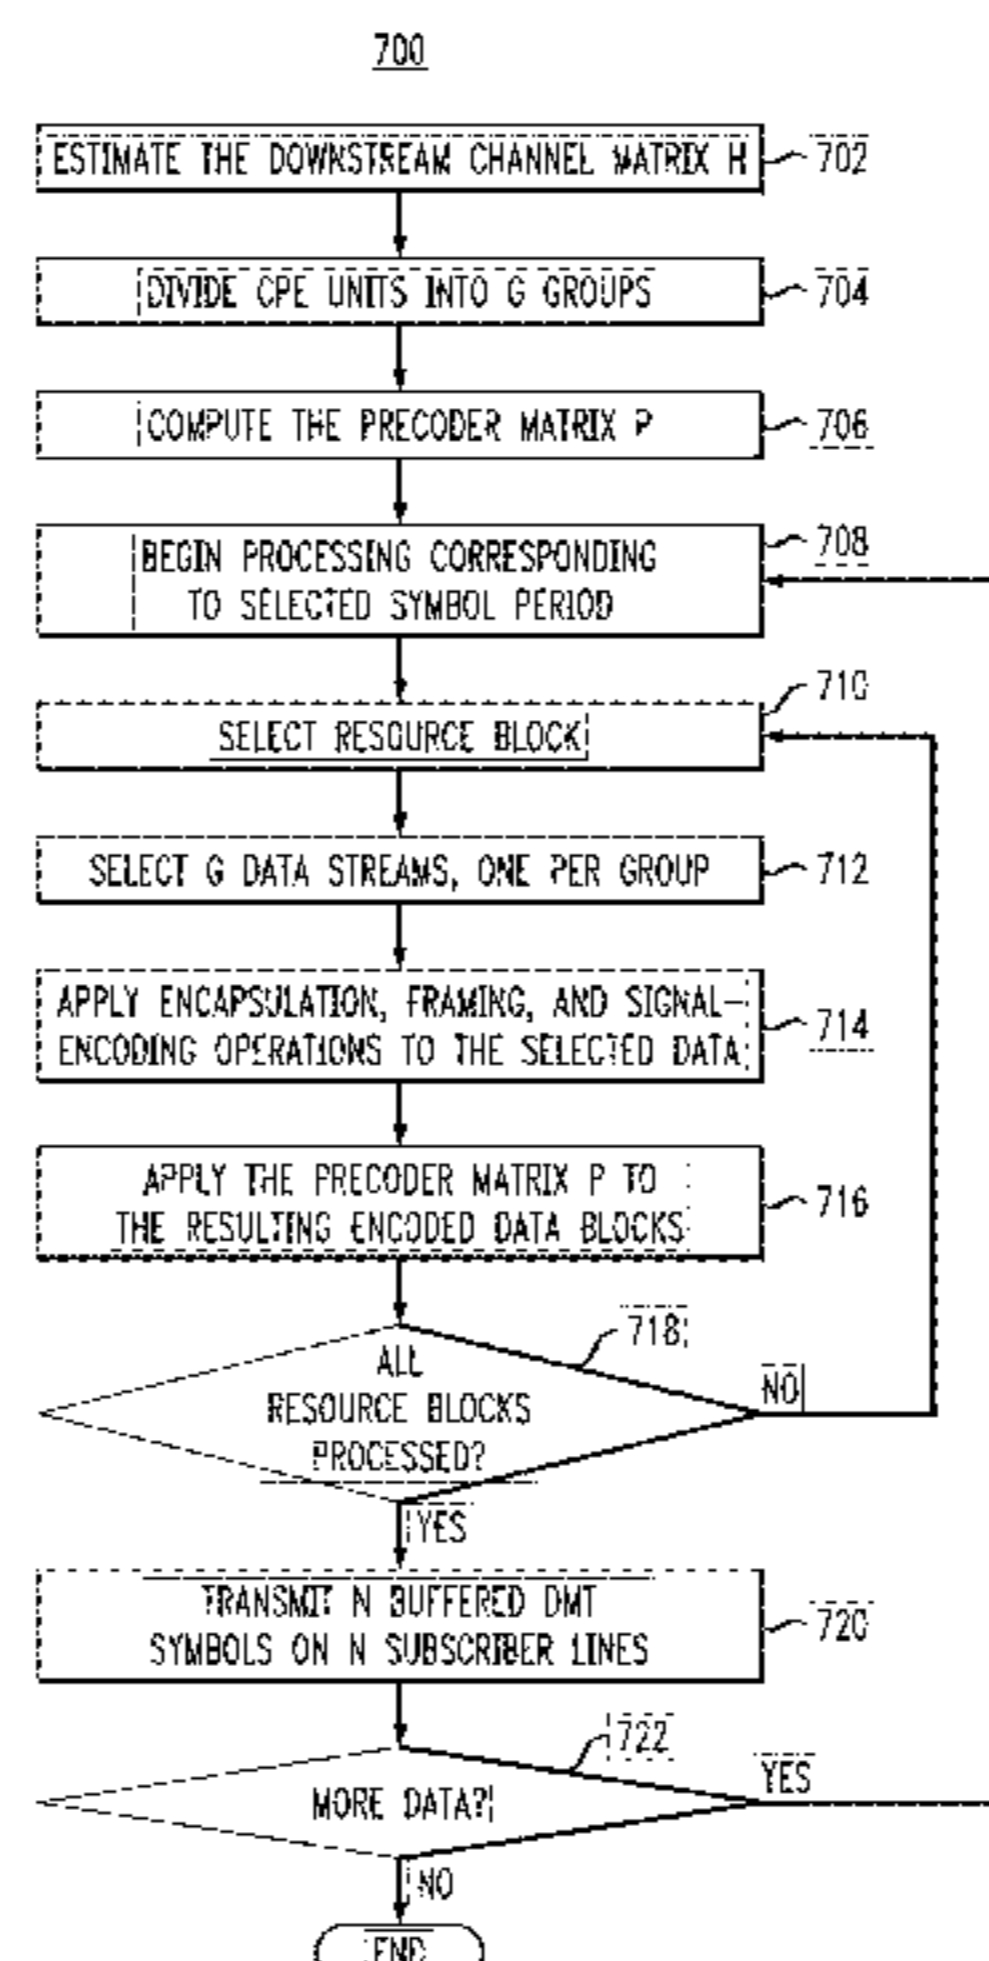 700
ESTIMATE THE DOWNSTREAM CHANNEL MATRIX H
702
DIVIDE CPE UNITS INTO G GROUPS
704
COMPUTE THE PRECODER MATRIX P
706
BEGIN PROCESSING CORRESPONDING
TO SELECTED SYMBOL PERIOD
708
SELECT RESOURCE BLOCK
710
SELECT G DATA STREAMS, ONE PER GROUP
712
APPLY ENCAPSULATION, FRAMING, AND SIGNAL-
ENCODING OPERATIONS TO THE SELECTED DATA
714
APPLY THE PRECODER MATRIX P TO
THE RESULTING ENCODED DATA BLOCKS
716
718
ALL
RESOURCE BLOCKS
PROCESSED?
NO
YES
TRANSMIT N BUFFERED DMT
SYMBOLS ON N SUBSCRIBER LINES
720
722
MORE DATA?
YES
NO
END